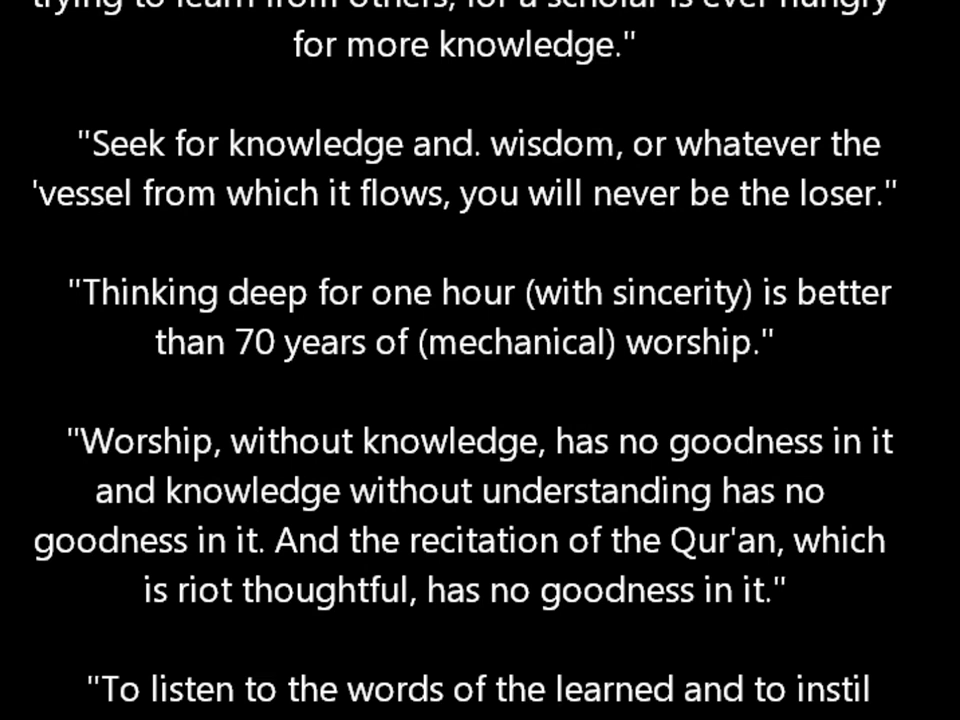 trying to learn from others, for a scholar is ever hungry
for more knowledge."
"Seek for knowledge and. wisdom, or whatever the
'vessel from which it flows, you will never be the loser."
"Thinking deep for one hour (with sincerity) is better
than 70 years of (mechanical) worship."
"Worship, without knowledge, has no goodness in it
and knowledge without understanding has no
goodness in it. And the recitation of the Qur'an, which
is riot thoughtful, has no goodness in it."
"To listen to the words of the learned and to instil